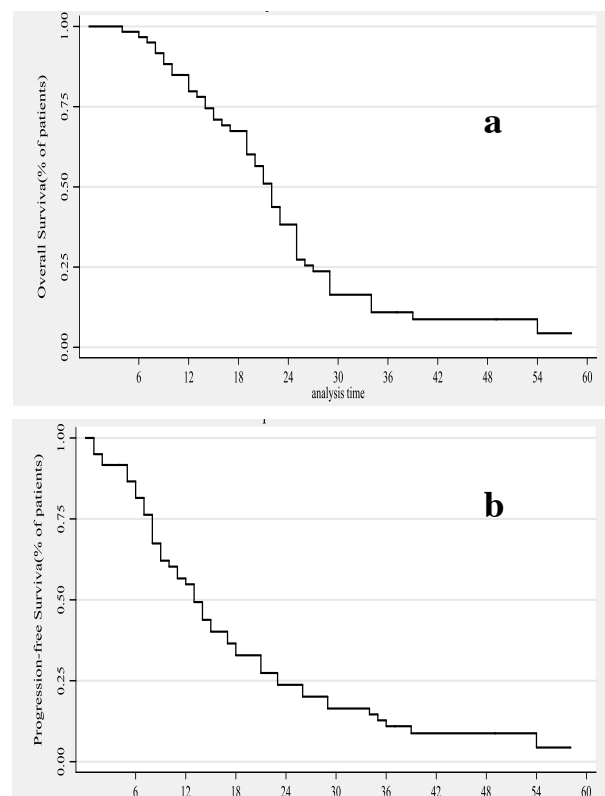 Overall Surviva(% of patients)
1.00
0.75
0.50
0.25
0.00
a
6 12 18 24 30 36 42 48 54 60
analysis time
Progression-free Surviva(% of patients)
1.00
0.75
0.50
0.25
0.00
b
6 12 18 24 30 36 42 48 54 60